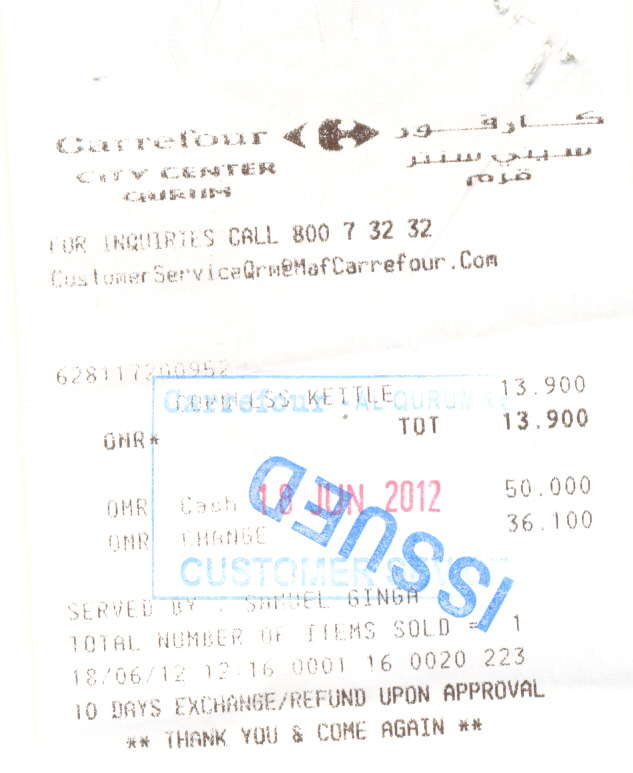 Carrefour كارفور
CITY CENTER سيتي سنتر
QURUM قرم
FOR INQUIRIES CALL 800 7 32 32
CustomerServiceQrm@MafCarrefour.Com
628117200952
KETTLE 13.900
Carrefour - AL QURUM
OMR* TOT 13.900
OMR Cash 50.000
18 JUN 2012
OMR CHANGE 36.100
ISSUED
CUSTOMER
SERVED BY : SAMUEL GINGA
TOTAL NUMBER OF ITEMS SOLD = 1
18/06/12 12:16 0001 16 0020 223
10 DAYS EXCHANGE/REFUND UPON APPROVAL
** THANK YOU & COME AGAIN **